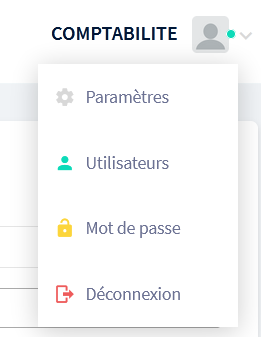 COMPTABILITE
Paramètres
Utilisateurs
Mot de passe
Déconnexion